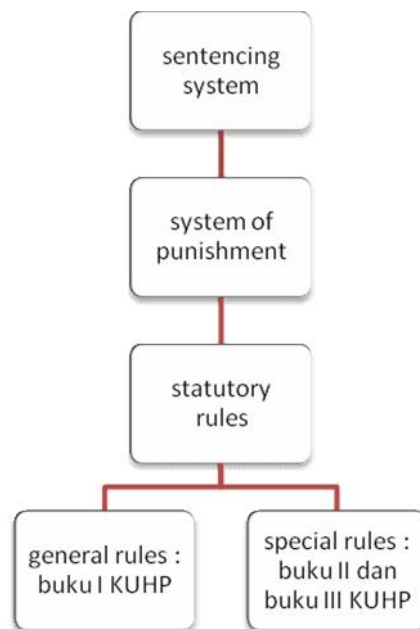 sentencing
system
system of
punishment
statutory
rules
general rules :
buku I KUHP
special rules :
buku II dan
buku III KUHP